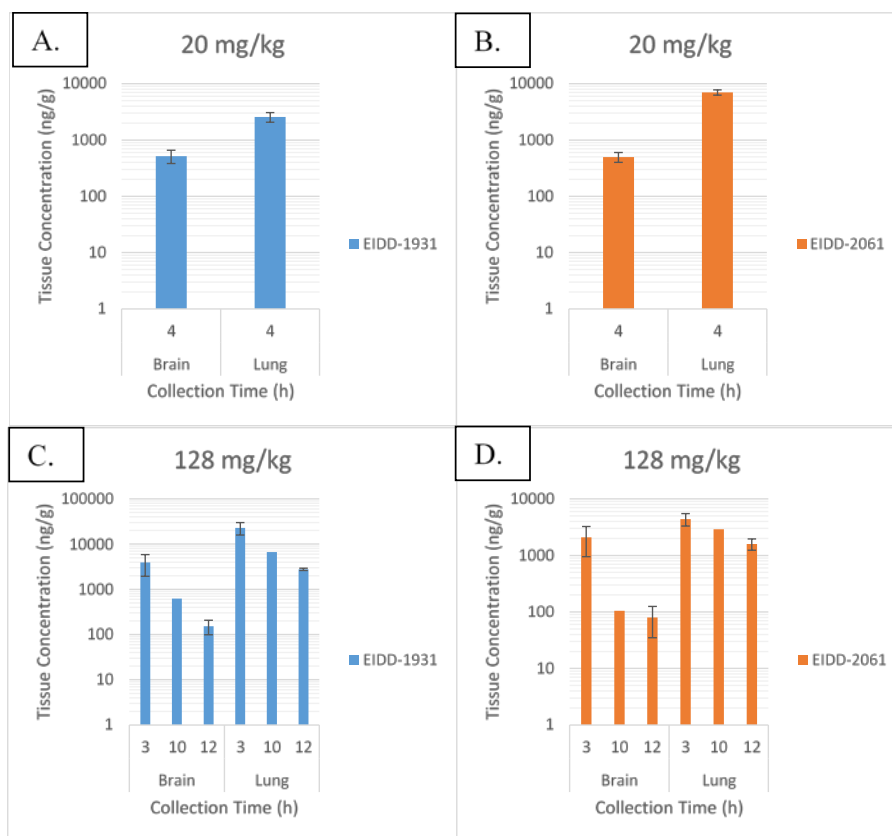 A.
20 mg/kg
Tissue Concentration (ng/g)
10000
1000
100
10
1
4
4
Brain
Lung
Collection Time (h)
EIDD-1931
B.
20 mg/kg
Tissue Concentration (ng/g)
10000
1000
100
10
1
4
4
Brain
Lung
Collection Time (h)
EIDD-2061
C.
128 mg/kg
Tissue Concentration (ng/g)
100000
10000
1000
100
10
1
3 10 12 3 10 12
Brain
Lung
Collection Time (h)
EIDD-1931
D.
128 mg/kg
Tissue Concentration (ng/g)
10000
1000
100
10
1
3 10 12 3 10 12
Brain
Lung
Collection Time (h)
EIDD-2061